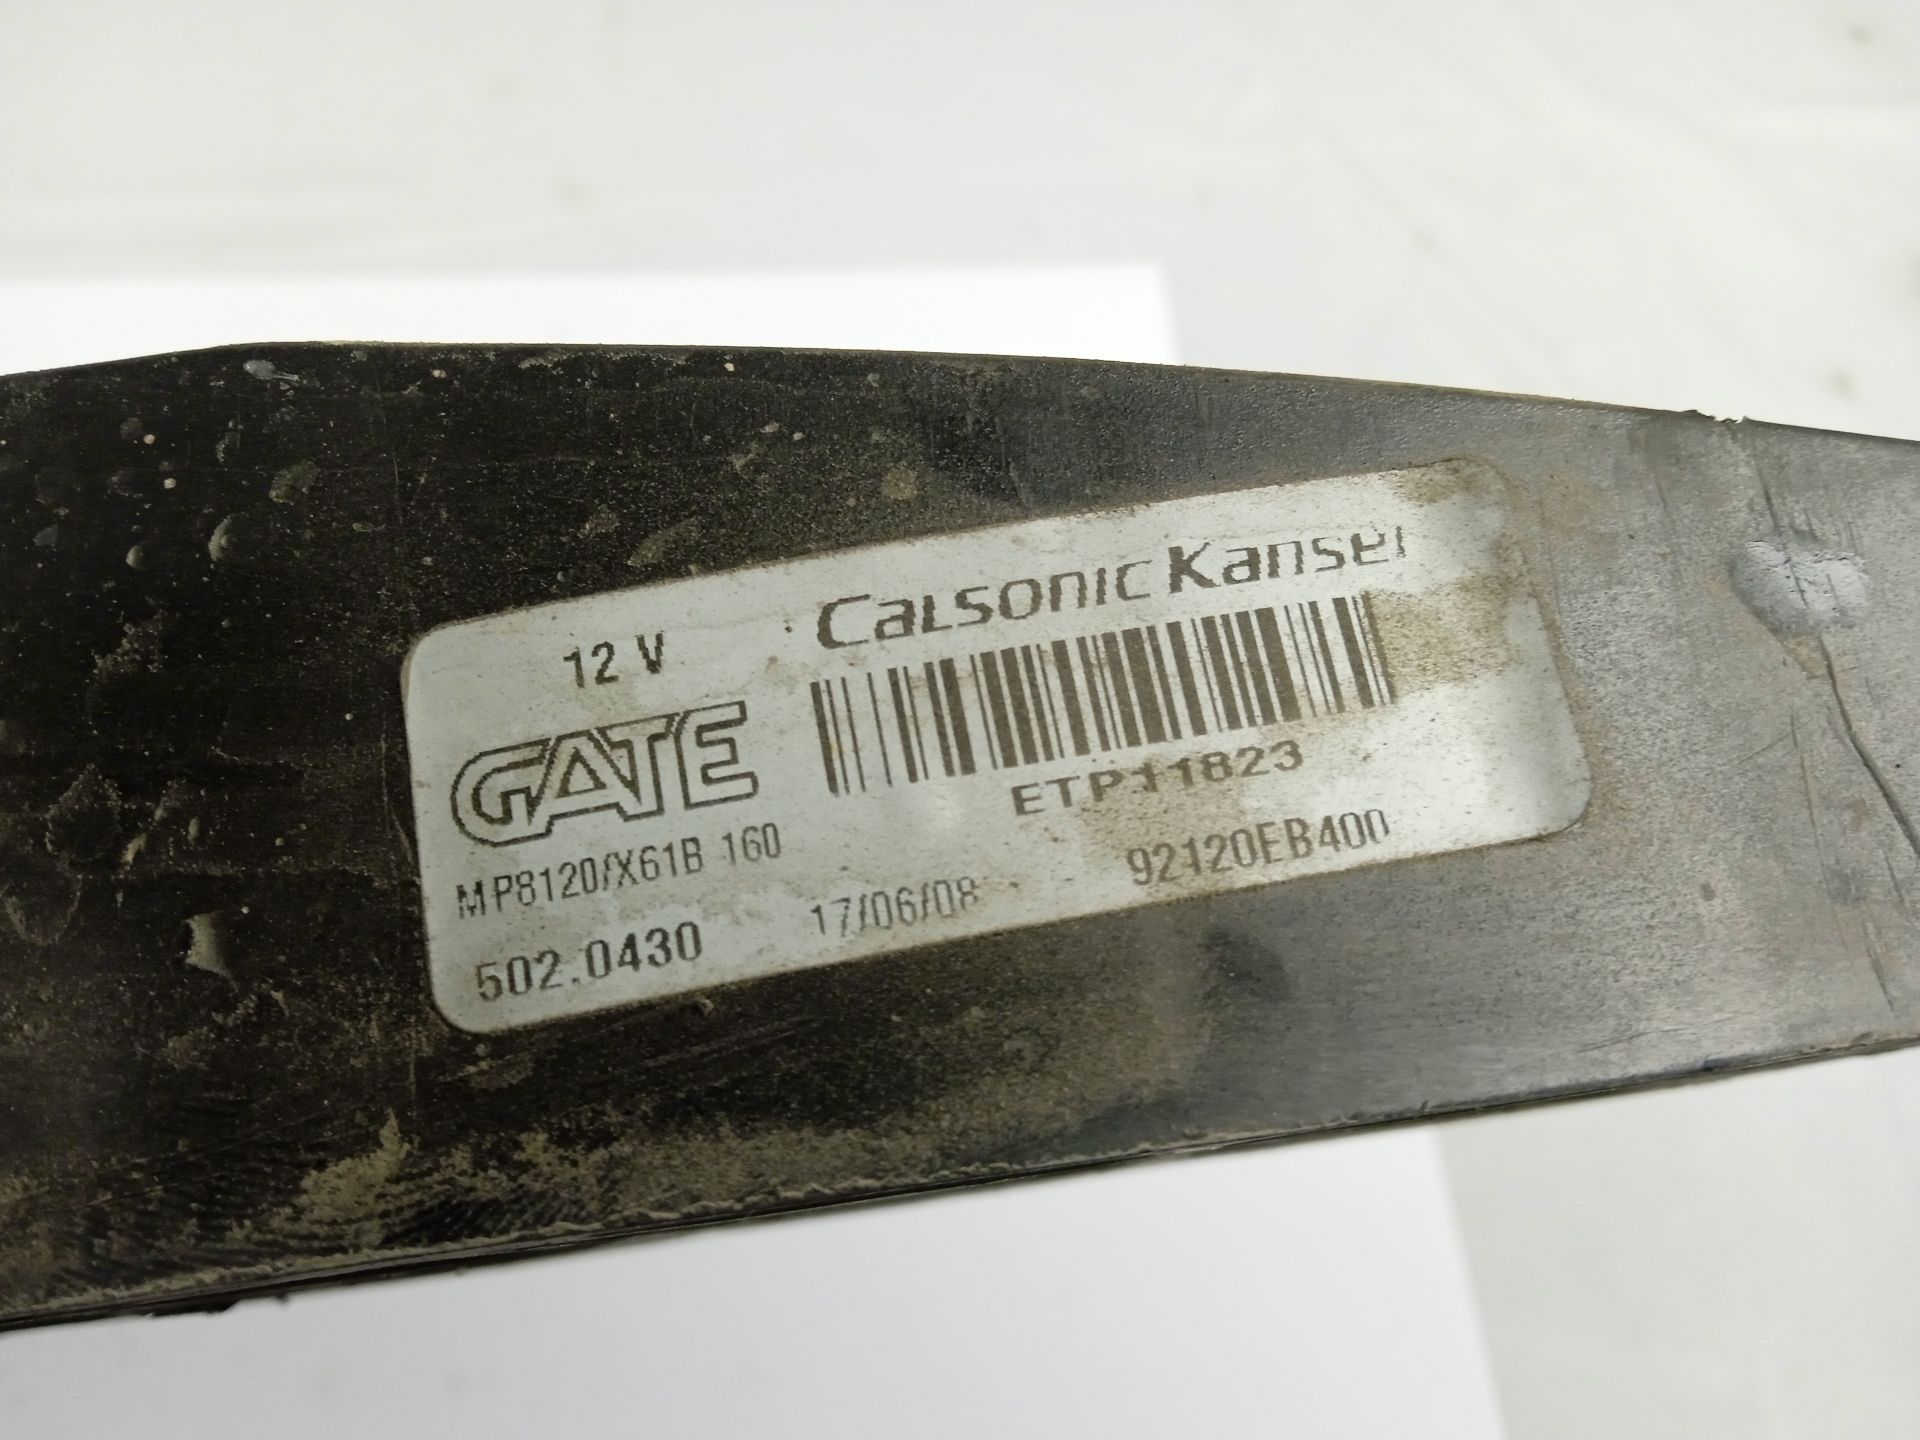 12 V
Calsonic Kansei
GATE
ETP11823
MP8120/X61B 160
92120EB400
502.0430
17/06/08